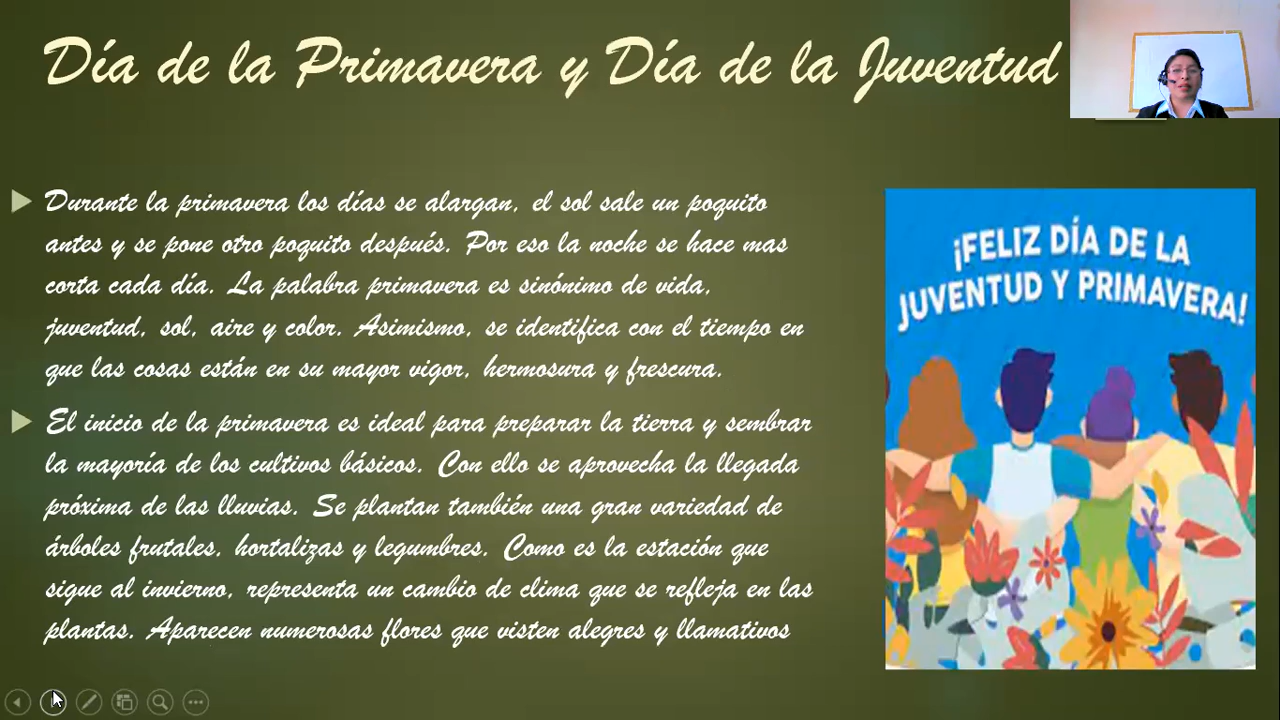 Día de la Primavera y Día de la Juventud
Durante la primavera los días se alargan, el sol sale un poquito
antes y se pone otro poquito después. Por eso la noche se hace mas
corta cada día. La palabra primavera es sinónimo de vida,
juventud, sol, aire y color. Asimismo, se identifica con el tiempo en
que las cosas están en su mayor vigor, hermosura y frescura.
El inicio de la primavera es ideal para preparar la tierra y sembrar
la mayoría de los cultivos básicos. Con ello se aprovecha la llegada
próxima de las lluvias. Se plantan también una gran variedad de
árboles frutales, hortalizas y legumbres. Como es la estación que
sigue al invierno, representa un cambio de clima que se refleja en las
plantas. Aparecen numerosas flores que visten alegres y llamativos
¡FELIZ DÍA DE LA
JUVENTUD Y PRIMAVERA!